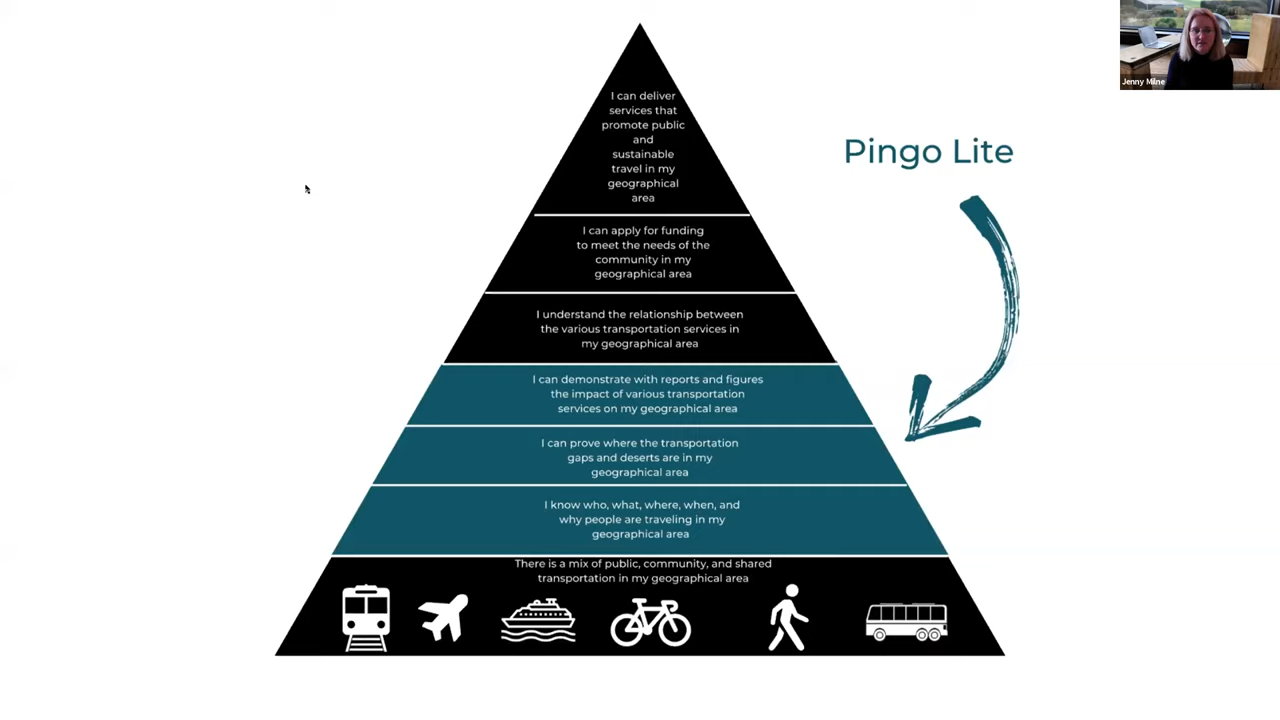 Jenny Milne
Pingo Lite
I can deliver
services that
promote public
and
sustainable
travel in my
geographical
area
I can apply for funding
to meet the needs of the
community in my
geographical area
I understand the relationship between
the various transportation services in
my geographical area
I can demonstrate with reports and figures
the impact of various transportation
services on my geographical area
I can prove where the transportation
gaps and deserts are in my
geographical area
I know who, what, where, when, and
why people are traveling in my
geographical area
There is a mix of public, community, and shared
transportation in my geographical area